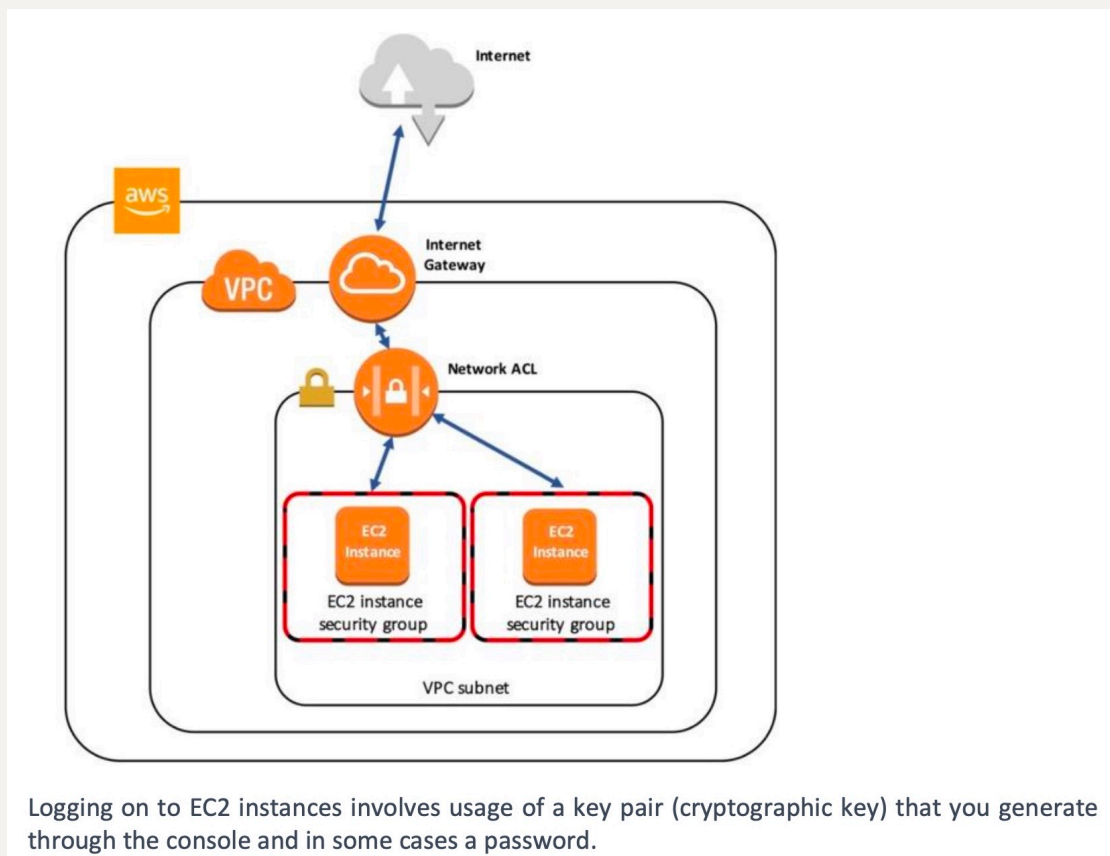 Internet
aws
Internet
Gateway
VPC
Network ACL
EC2
Instance
EC2 instance
security group
EC2
Instance
EC2 instance
security group
VPC subnet
Logging on to EC2 instances involves usage of a key pair (cryptographic key) that you generate
through the console and in some cases a password.